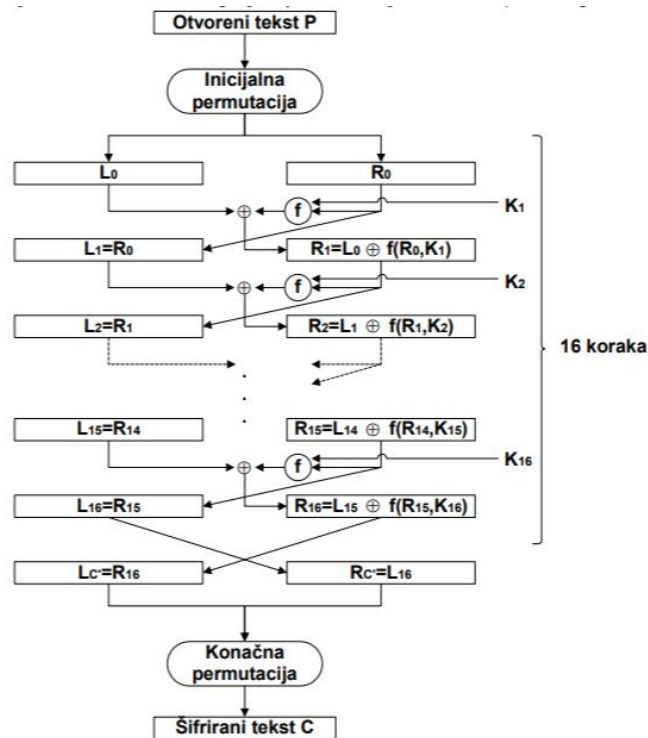 Otvoreni tekst P
Inicijalna
permutacija
L₀
R₀
⊕
f
K₁
L₁=R₀
R₁=L₀ ⊕ f(R₀,K₁)
⊕
f
K₂
L₂=R₁
R₂=L₁ ⊕ f(R₁,K₂)
16 koraka
L₁₅=R₁₄
R₁₅=L₁₄ ⊕ f(R₁₄,K₁₅)
⊕
f
K₁₆
L₁₆=R₁₅
R₁₆=L₁₅ ⊕ f(R₁₅,K₁₆)
LC'=R₁₆
RC'=L₁₆
Konačna
permutacija
Šifrirani tekst C